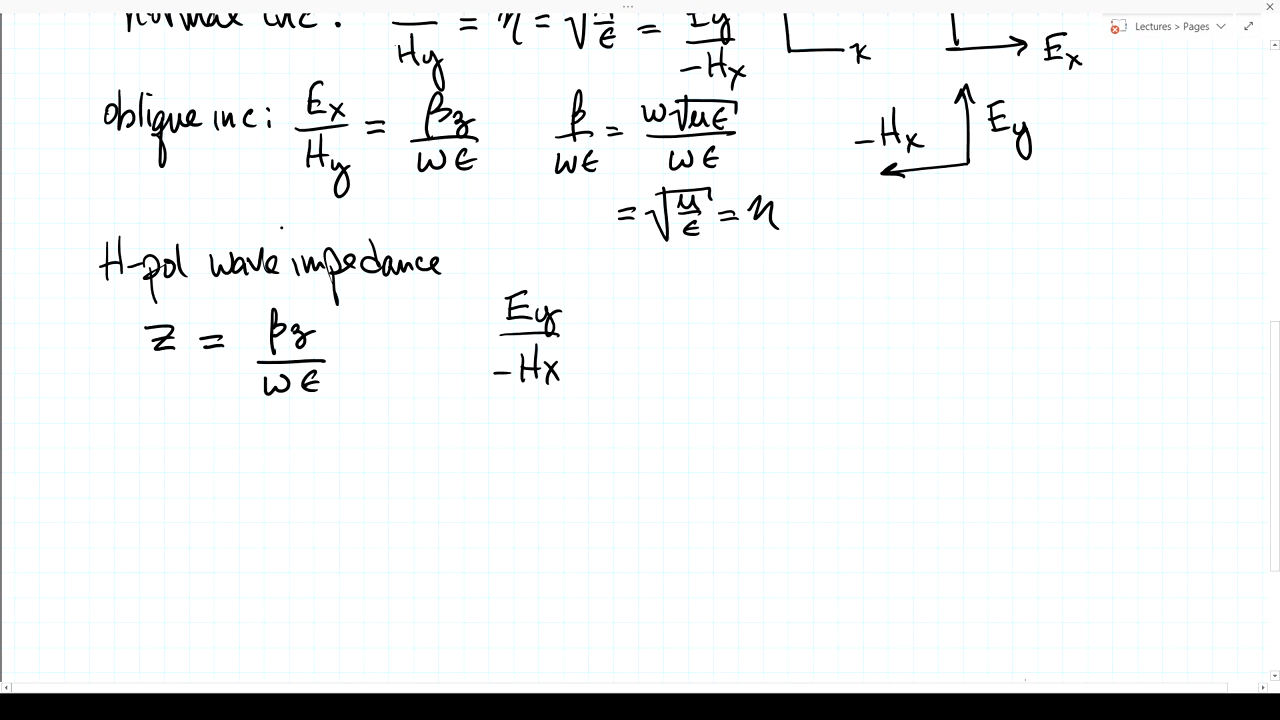 Lectures > Pages
normal inc: /Hy = η = √(μ/ε) = Ey/-Hx
x
Ex
oblique inc: Ex/Hy = βz/ωε β/ωε = ω√με/ωε
-Hx Ey
= √(μ/ε) = η
H-pol wave impedance
Z = βz/ωε Ey/-Hx